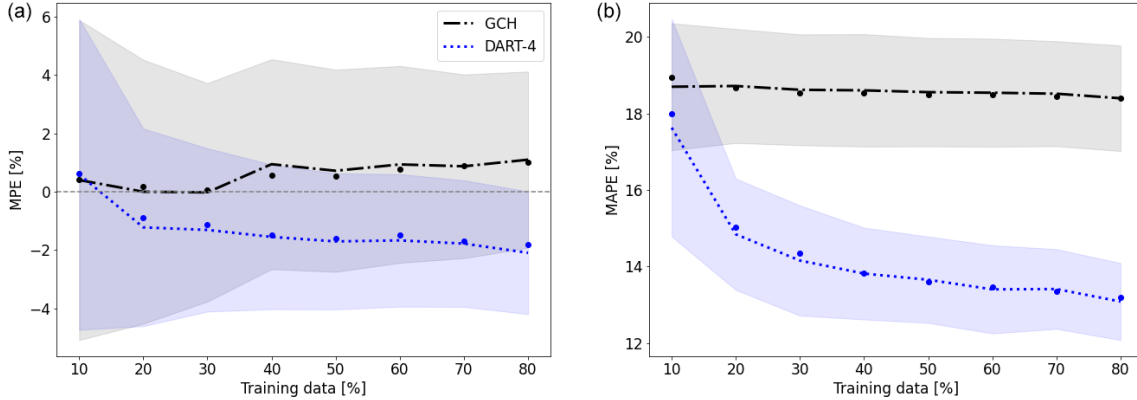 (a)
6
4
2
0
−2
−4
MPE [%]
10 20 30 40 50 60 70 80
Training data [%]
GCH
DART-4
(b)
20
18
16
14
12
MAPE [%]
10 20 30 40 50 60 70 80
Training data [%]